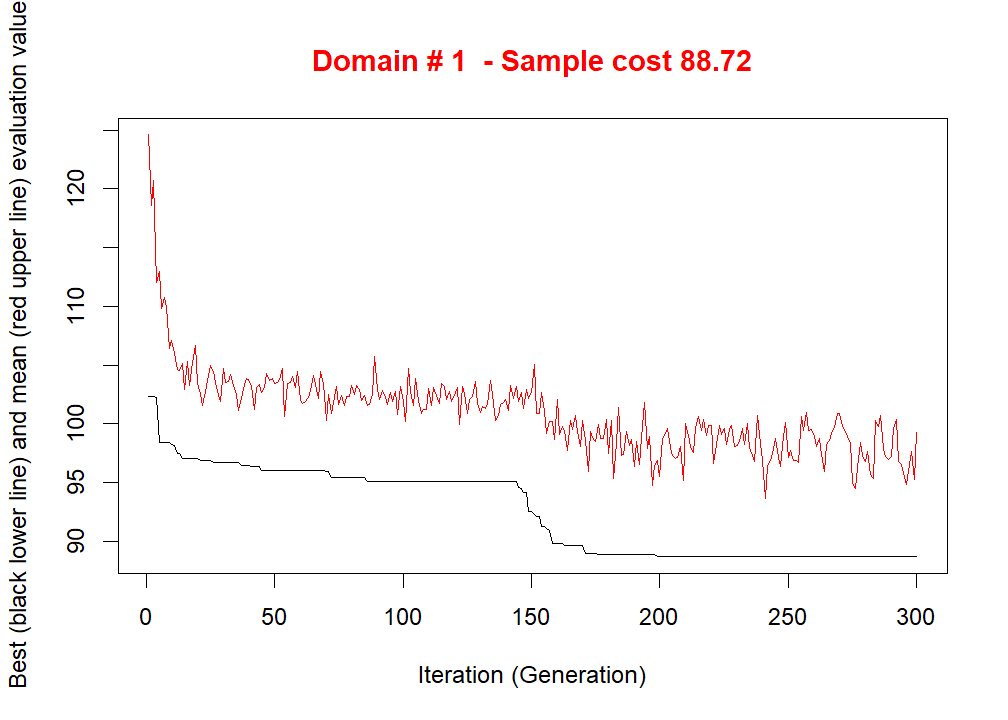 Domain # 1  - Sample cost 88.72
Best (black lower line) and mean (red upper line) evaluation value
120
110
100
95
90
0 50 100 150 200 250 300
Iteration (Generation)